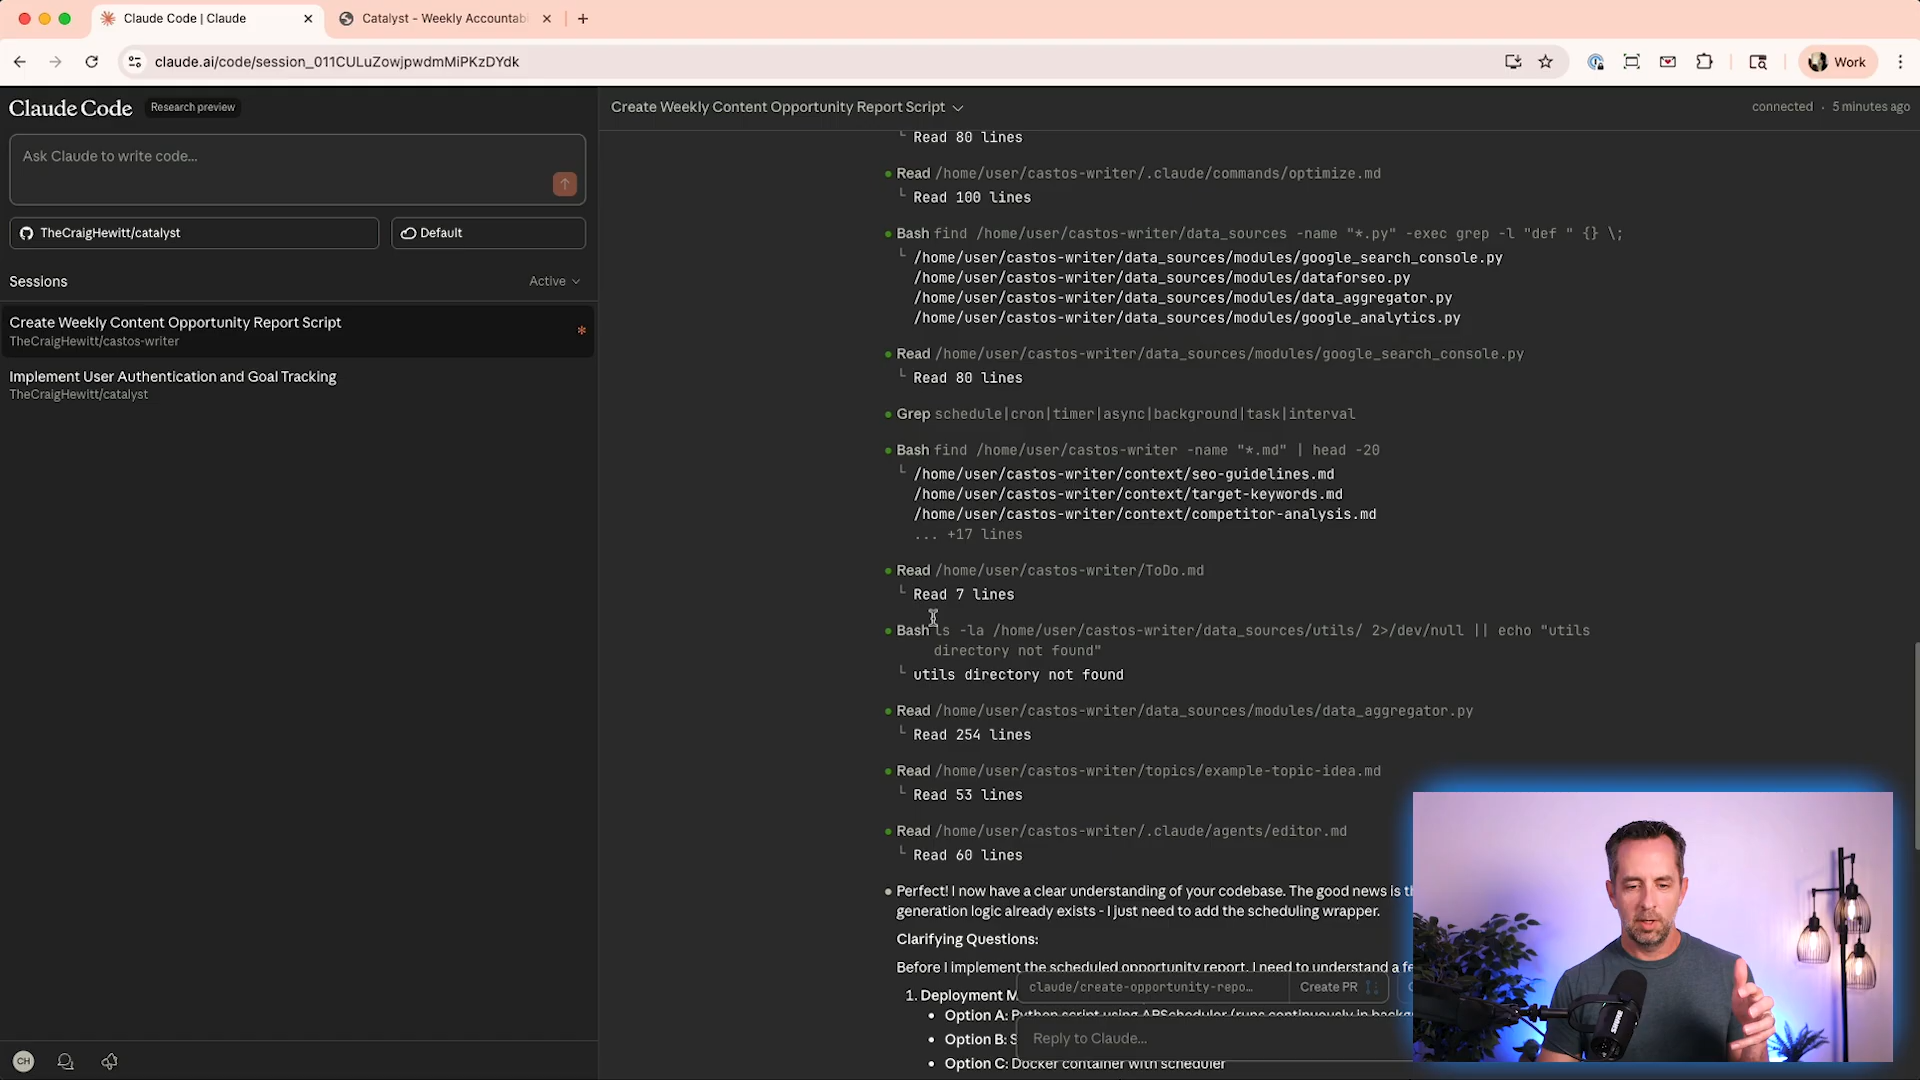 Claude Code | Claude
Catalyst - Weekly Accountab
claude.ai/code/session_011CULuZowjpwdmMiPKzDYdk
Work
Claude Code
Research preview
Ask Claude to write code...
TheCraigHewitt/catalyst
Default
Sessions
Active
Create Weekly Content Opportunity Report Script
TheCraigHewitt/castos-writer
Implement User Authentication and Goal Tracking
TheCraigHewitt/catalyst
CH
Create Weekly Content Opportunity Report Script
connected · 5 minutes ago
Read 80 lines
Read /home/user/castos-writer/.claude/commands/optimize.md
Read 100 lines
Bash find /home/user/castos-writer/data_sources -name "*.py" -exec grep -l "def " {} \;
/home/user/castos-writer/data_sources/modules/google_search_console.py
/home/user/castos-writer/data_sources/modules/dataforseo.py
/home/user/castos-writer/data_sources/modules/data_aggregator.py
/home/user/castos-writer/data_sources/modules/google_analytics.py
Read /home/user/castos-writer/data_sources/modules/google_search_console.py
Read 80 lines
Grep schedule|cron|timer|async|background|task|interval
Bash find /home/user/castos-writer -name "*.md" | head -20
/home/user/castos-writer/context/seo-guidelines.md
/home/user/castos-writer/context/target-keywords.md
/home/user/castos-writer/context/competitor-analysis.md
... +17 lines
Read /home/user/castos-writer/ToDo.md
Read 7 lines
Bash ls -la /home/user/castos-writer/data_sources/utils/ 2>/dev/null || echo "utils
directory not found"
utils directory not found
Read /home/user/castos-writer/data_sources/modules/data_aggregator.py
Read 254 lines
Read /home/user/castos-writer/topics/example-topic-idea.md
Read 53 lines
Read /home/user/castos-writer/.claude/agents/editor.md
Read 60 lines
Perfect! I now have a clear understanding of your codebase. The good news is th
generation logic already exists - I just need to add the scheduling wrapper.
Clarifying Questions:
Before I implement the scheduled opportunity report, I need to understand a fe
claude/create-opportunity-repo...
Create PR
1. Deployment M
• Option A: Python script using APScheduler (runs continuously in backg
• Option B: S
Reply to Claude...
• Option C: Docker container with scheduler